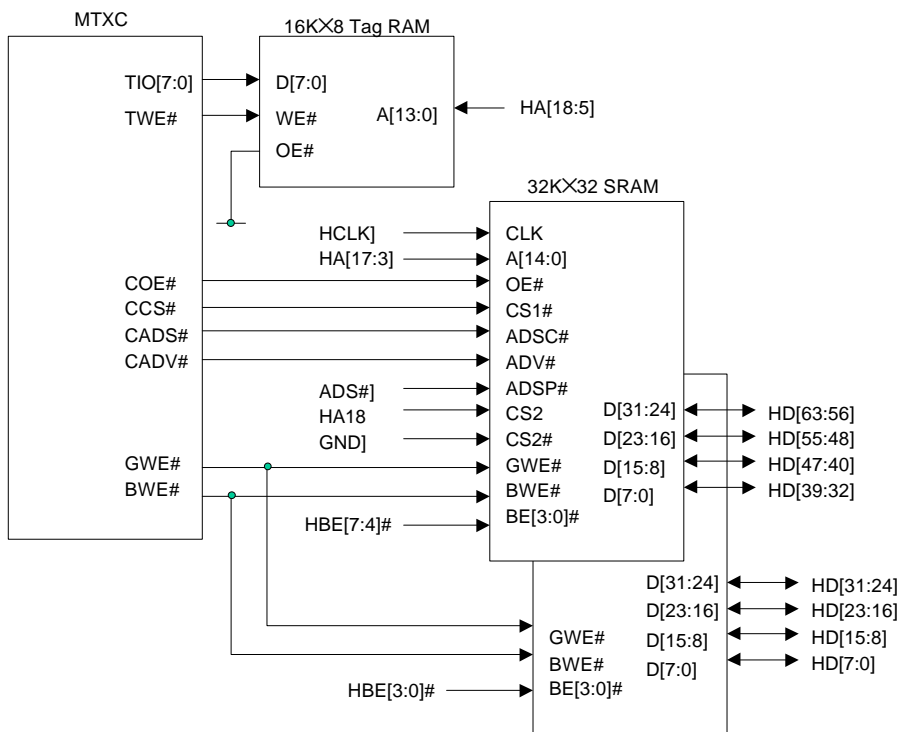 MTXC
16K×8 Tag RAM
TIO[7:0]
D[7:0]
TWE#
WE#
A[13:0]
HA[18:5]
OE#
32K×32 SRAM
HCLK]
CLK
HA[17:3]
A[14:0]
COE#
OE#
CCS#
CS1#
CADS#
ADSC#
CADV#
ADV#
ADS#]
ADSP#
HA18
CS2
D[31:24]
HD[63:56]
GND]
CS2#
D[23:16]
HD[55:48]
GWE#
GWE#
D[15:8]
HD[47:40]
BWE#
BWE#
D[7:0]
HD[39:32]
HBE[7:4]#
BE[3:0]#
D[31:24]
HD[31:24]
D[23:16]
HD[23:16]
GWE#
D[15:8]
HD[15:8]
BWE#
D[7:0]
HD[7:0]
HBE[3:0]#
BE[3:0]#